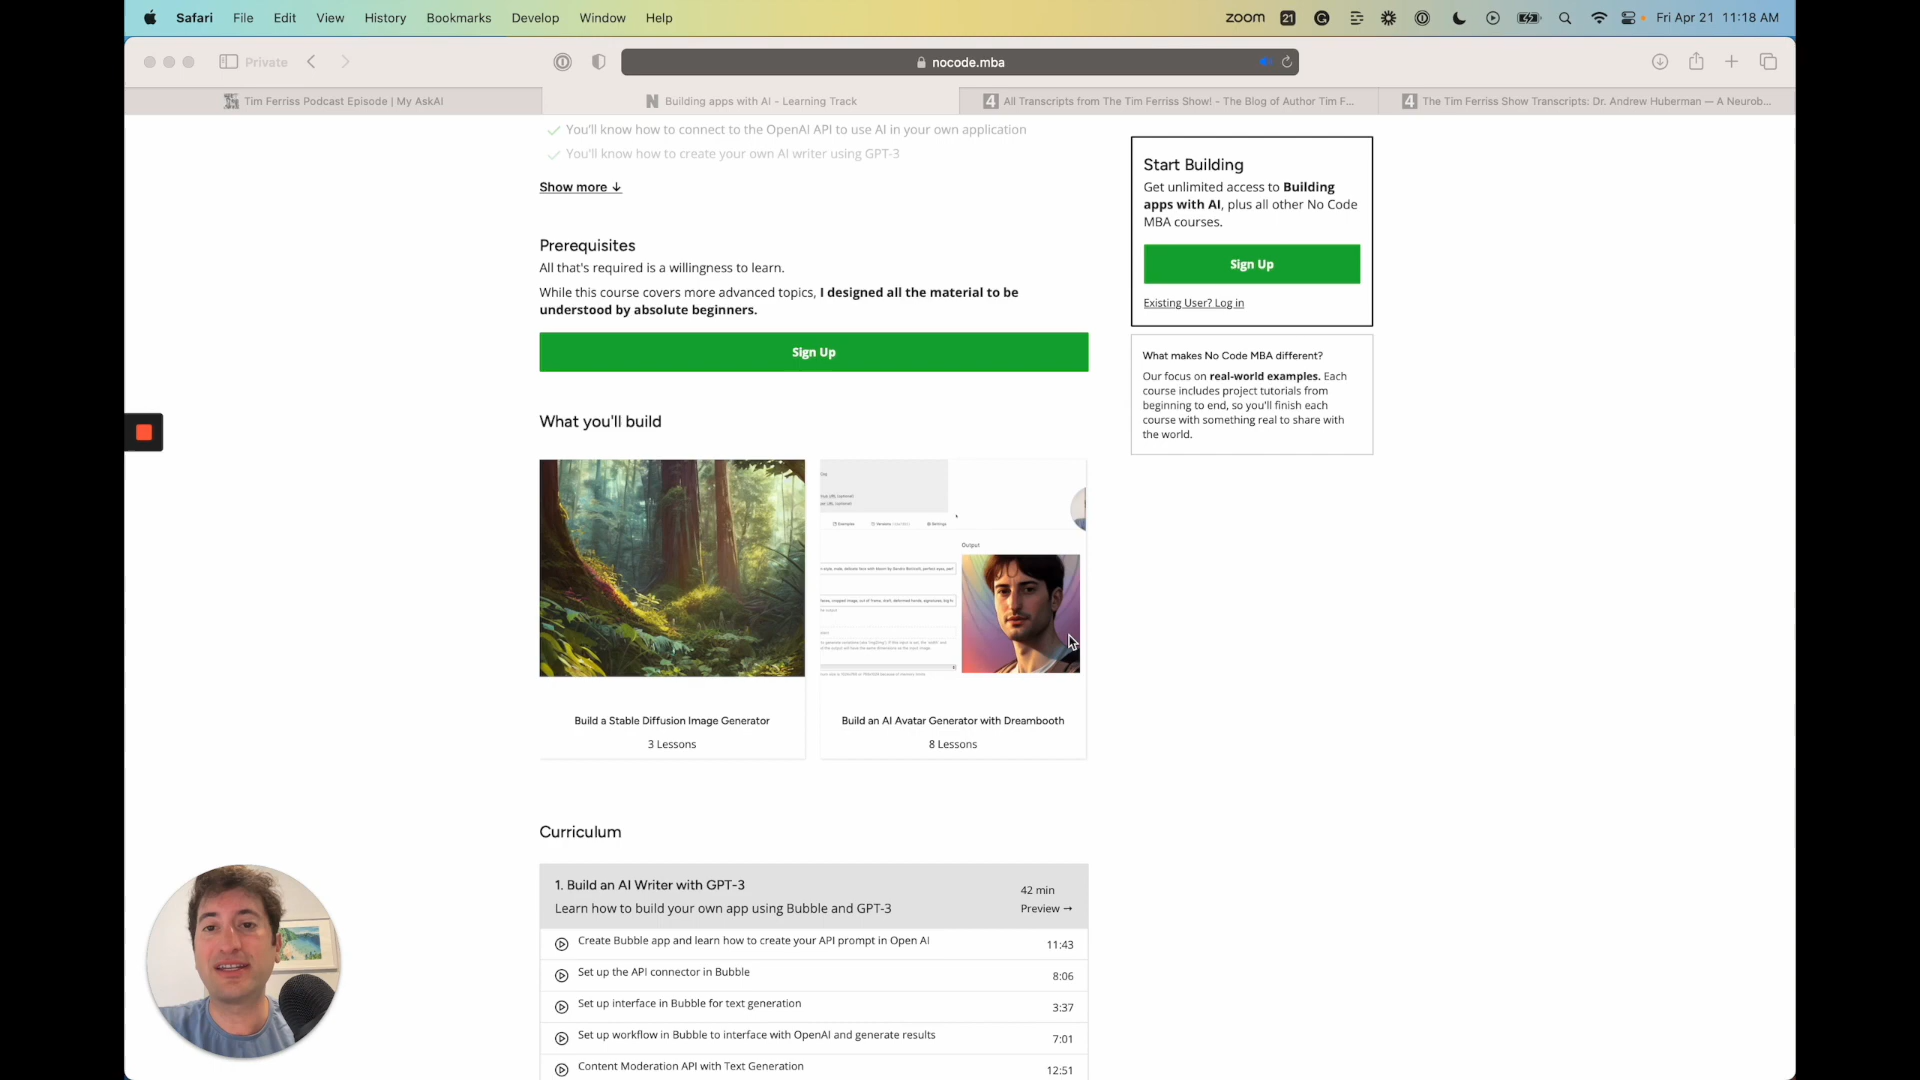 Safari File Edit View History Bookmarks Develop Window Help
zoom 21 Fri Apr 21 11:18 AM
Private
nocode.mba
Tim Ferriss Podcast Episode | My AskAI
Building apps with AI - Learning Track
All Transcripts from The Tim Ferriss Show! - The Blog of Author Tim F...
The Tim Ferriss Show Transcripts: Dr. Andrew Huberman — A Neurob...
You'll know how to connect to the OpenAI API to use AI in your own application
You'll know how to create your own AI writer using GPT-3
Show more ↓
Prerequisites
All that's required is a willingness to learn.
While this course covers more advanced topics, I designed all the material to be
understood by absolute beginners.
Sign Up
Start Building
Get unlimited access to Building
apps with AI, plus all other No Code
MBA courses.
Sign Up
Existing User? Log in
What makes No Code MBA different?
Our focus on real-world examples. Each
course includes project tutorials from
beginning to end, so you'll finish each
course with something real to share with
the world.
What you'll build
Examples Versions Settings
Output
Build a Stable Diffusion Image Generator
3 Lessons
Build an AI Avatar Generator with Dreambooth
8 Lessons
Curriculum
1. Build an AI Writer with GPT-3
42 min
Learn how to build your own app using Bubble and GPT-3
Preview →
Create Bubble app and learn how to create your API prompt in Open AI 11:43
Set up the API connector in Bubble 8:06
Set up interface in Bubble for text generation 3:37
Set up workflow in Bubble to interface with OpenAI and generate results 7:01
Content Moderation API with Text Generation 12:51